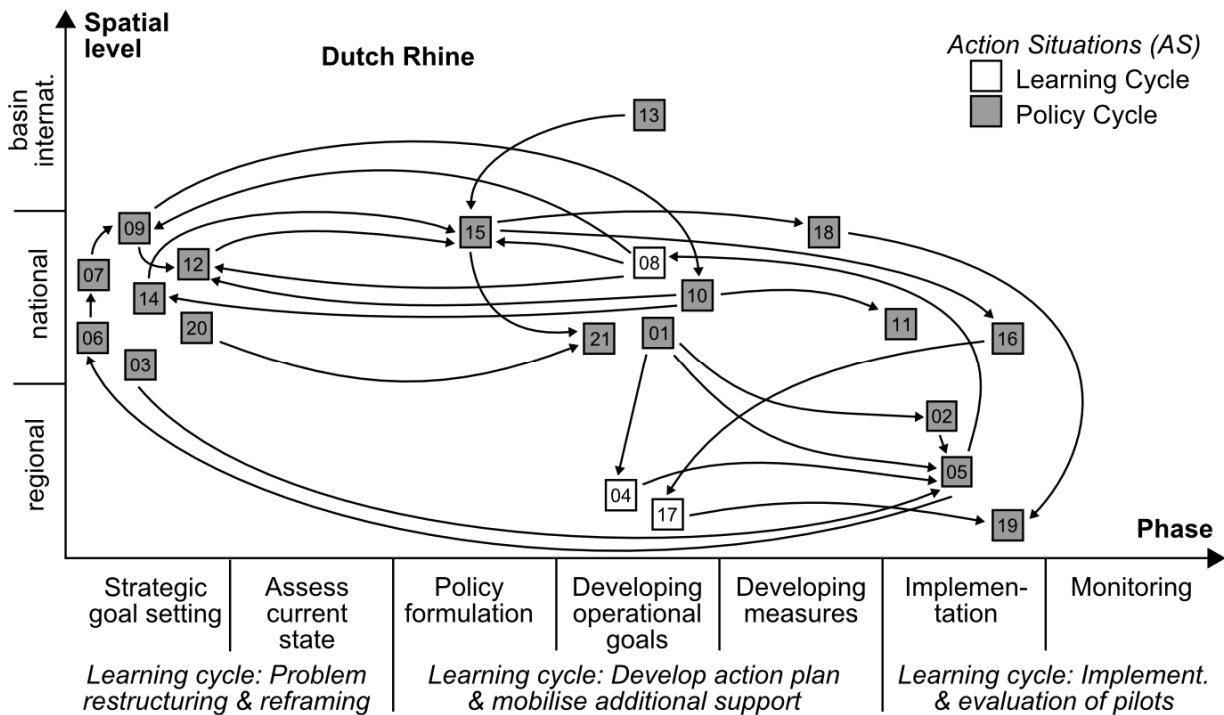 Spatial
level
Dutch Rhine
Action Situations (AS)
Learning Cycle
Policy Cycle
basin
internat.
national
regional
13
09
15
18
12
08
07
14
10
20
11
06
01
21
16
03
02
05
04
17
19
Phase
Strategic
goal setting
Assess
current
state
Policy
formulation
Developing
operational
goals
Developing
measures
Implemen-
tation
Monitoring
Learning cycle: Problem
restructuring & reframing
Learning cycle: Develop action plan
& mobilise additional support
Learning cycle: Implement.
& evaluation of pilots